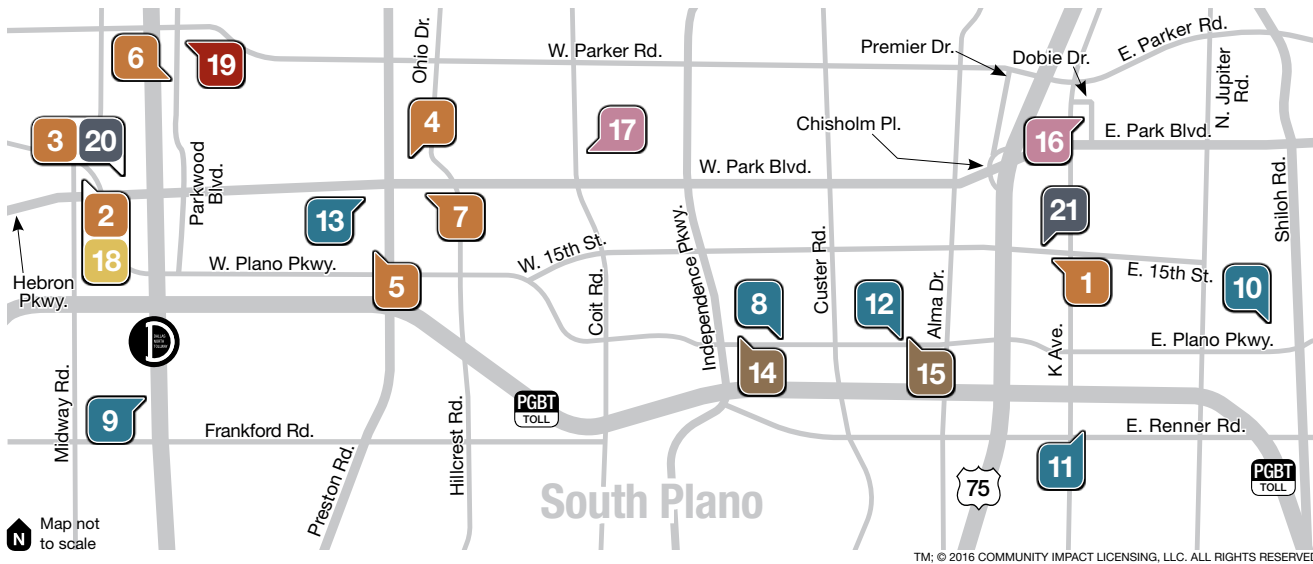 6
19
Ohio Dr.
W. Parker Rd.
Premier Dr.
Dobie Dr.
E. Parker Rd.
N. Jupiter
Rd.
3
20
4
17
Chisholm Pl.
16
E. Park Blvd.
Parkwood
Blvd.
W. Park Blvd.
2
18
13
7
21
Shiloh Rd.
Hebron
Pkwy.
W. Plano Pkwy.
5
W. 15th St.
Coit Rd.
Independence Pkwy.
8
Custer Rd.
12
Alma Dr.
1
E. 15th St.
10
DALLAS
NORTH
TOLLWAY
14
15
K Ave.
E. Plano Pkwy.
Midway Rd.
9
Frankford Rd.
PGBT
TOLL
Preston Rd.
Hillcrest Rd.
E. Renner Rd.
11
75
PGBT
TOLL
South Plano
N
Map not
to scale
TM; © 2016 COMMUNITY IMPACT LICENSING, LLC. ALL RIGHTS RESERVED